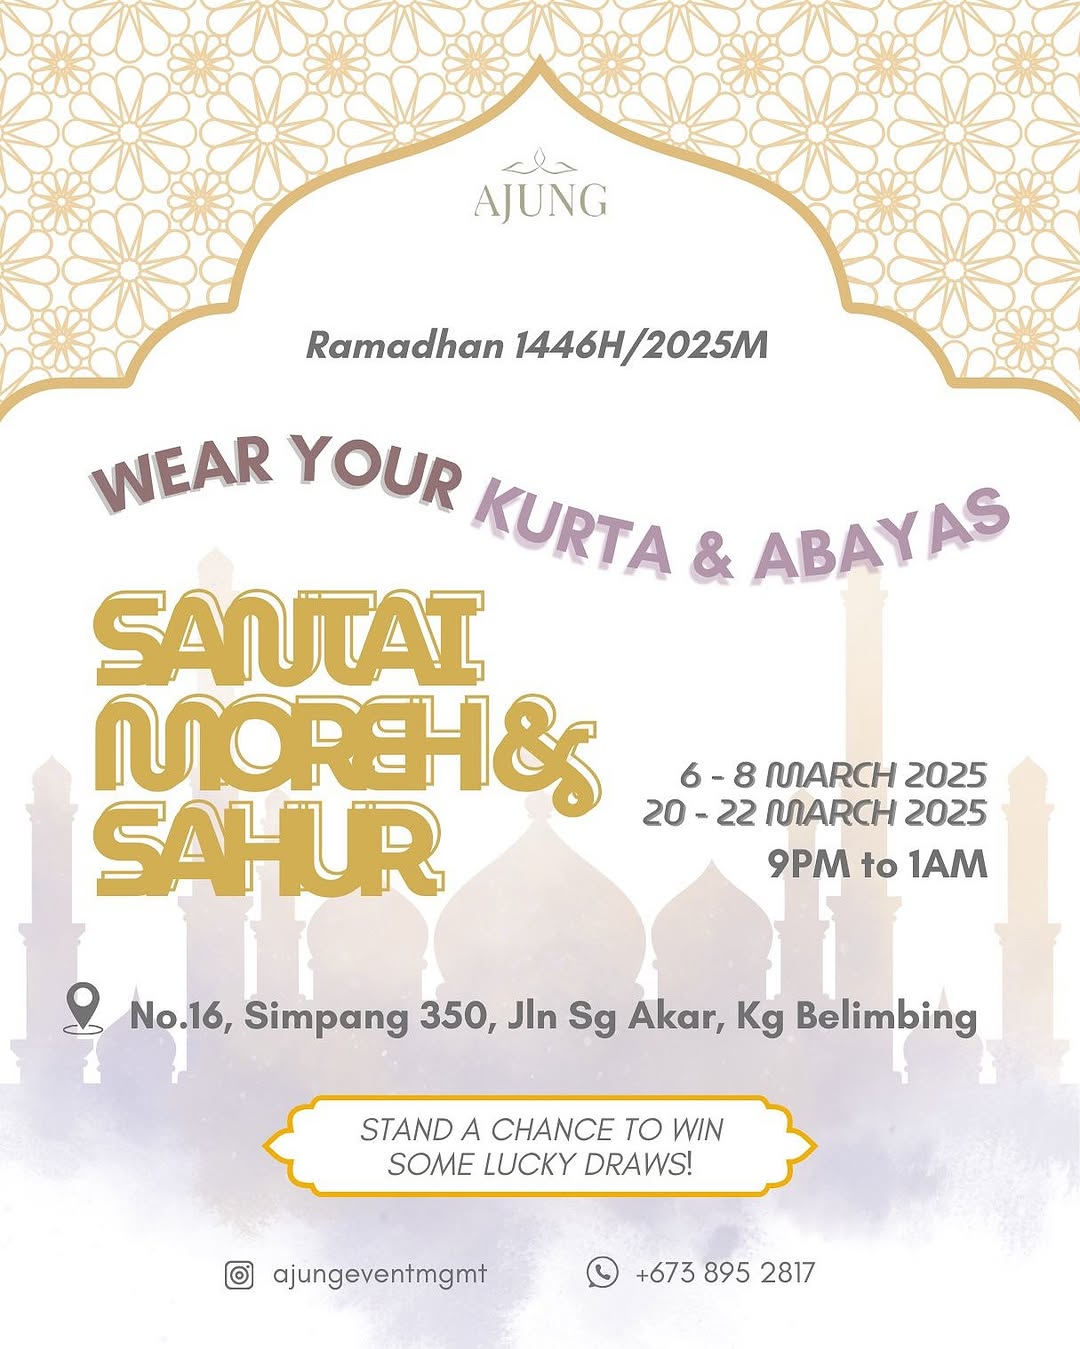 AJUNG
Ramadhan 1446H/2025M
WEAR YOUR KURTA & ABAYAS
SANTAI
MOREH &
SAHUR
6 - 8 MARCH 2025
20 - 22 MARCH 2025
9PM to 1AM
No.16, Simpang 350, Jln Sg Akar, Kg Belimbing
STAND A CHANCE TO WIN
SOME LUCKY DRAWS!
ajungeventmgmt
+673 895 2817